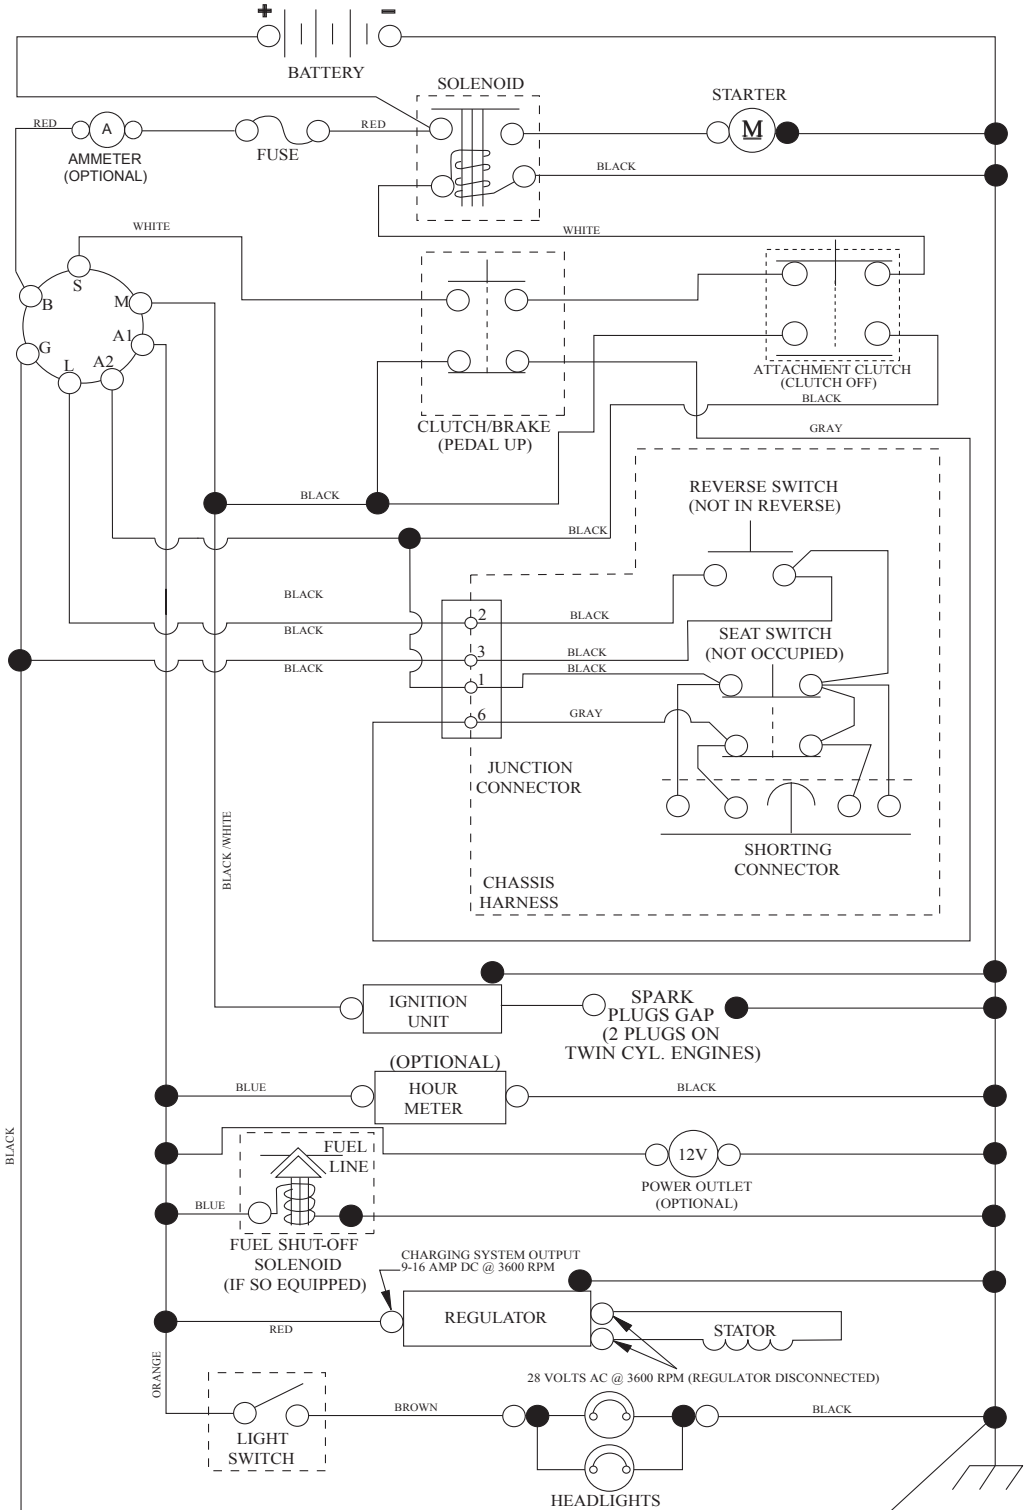 +
−
BATTERY
SOLENOID
STARTER
RED
A
RED
M
AMMETER
(OPTIONAL)
FUSE
BLACK
WHITE
WHITE
S
B
M
A1
G
L
A2
ATTACHMENT CLUTCH
(CLUTCH OFF)
BLACK
CLUTCH/BRAKE
(PEDAL UP)
GRAY
REVERSE SWITCH
(NOT IN REVERSE)
BLACK
BLACK
BLACK
2
BLACK
BLACK
SEAT SWITCH
(NOT OCCUPIED)
3
BLACK
BLACK
BLACK
1
6
GRAY
JUNCTION
CONNECTOR
BLACK /WHITE
SHORTING
CONNECTOR
CHASSIS
HARNESS
IGNITION
UNIT
SPARK
PLUGS GAP
(2 PLUGS ON
TWIN CYL. ENGINES)
(OPTIONAL)
HOUR
METER
BLUE
BLACK
BLACK
FUEL
LINE
12V
POWER OUTLET
(OPTIONAL)
BLUE
FUEL SHUT-OFF
SOLENOID
(IF SO EQUIPPED)
CHARGING SYSTEM OUTPUT
9-16 AMP DC @ 3600 RPM
REGULATOR
STATOR
RED
28 VOLTS AC @ 3600 RPM (REGULATOR DISCONNECTED)
ORANGE
BROWN
BLACK
LIGHT
SWITCH
HEADLIGHTS